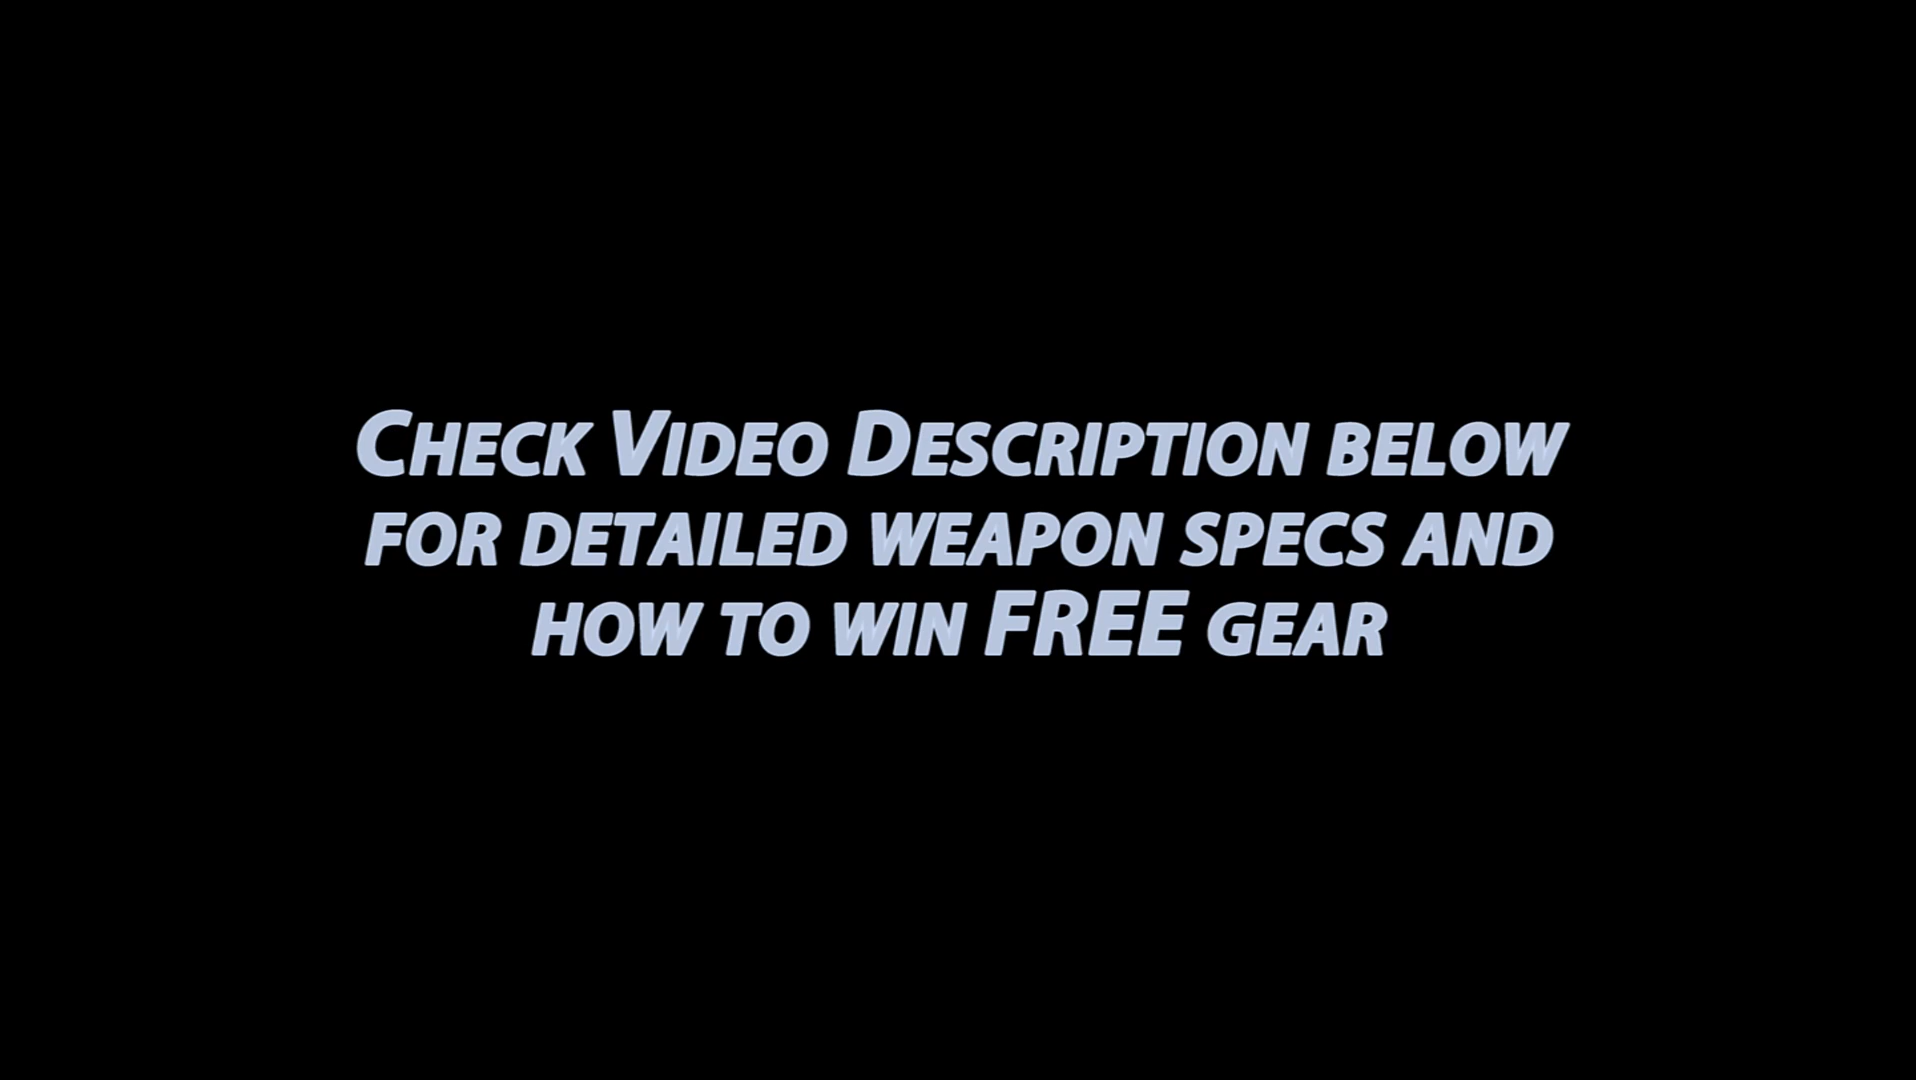 Check Video Description below
for detailed weapon specs and
how to win FREE gear